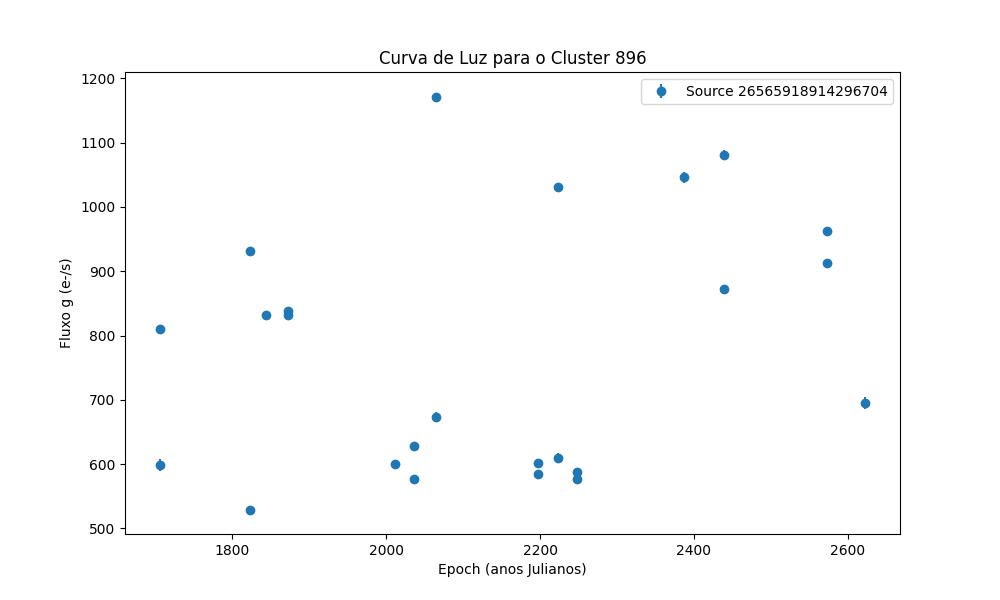 Curva de Luz para o Cluster 896
Source 26565918914296704
Fluxo g (e-/s)
1200
1100
1000
900
800
700
600
500
1800 2000 2200 2400 2600
Epoch (anos Julianos)